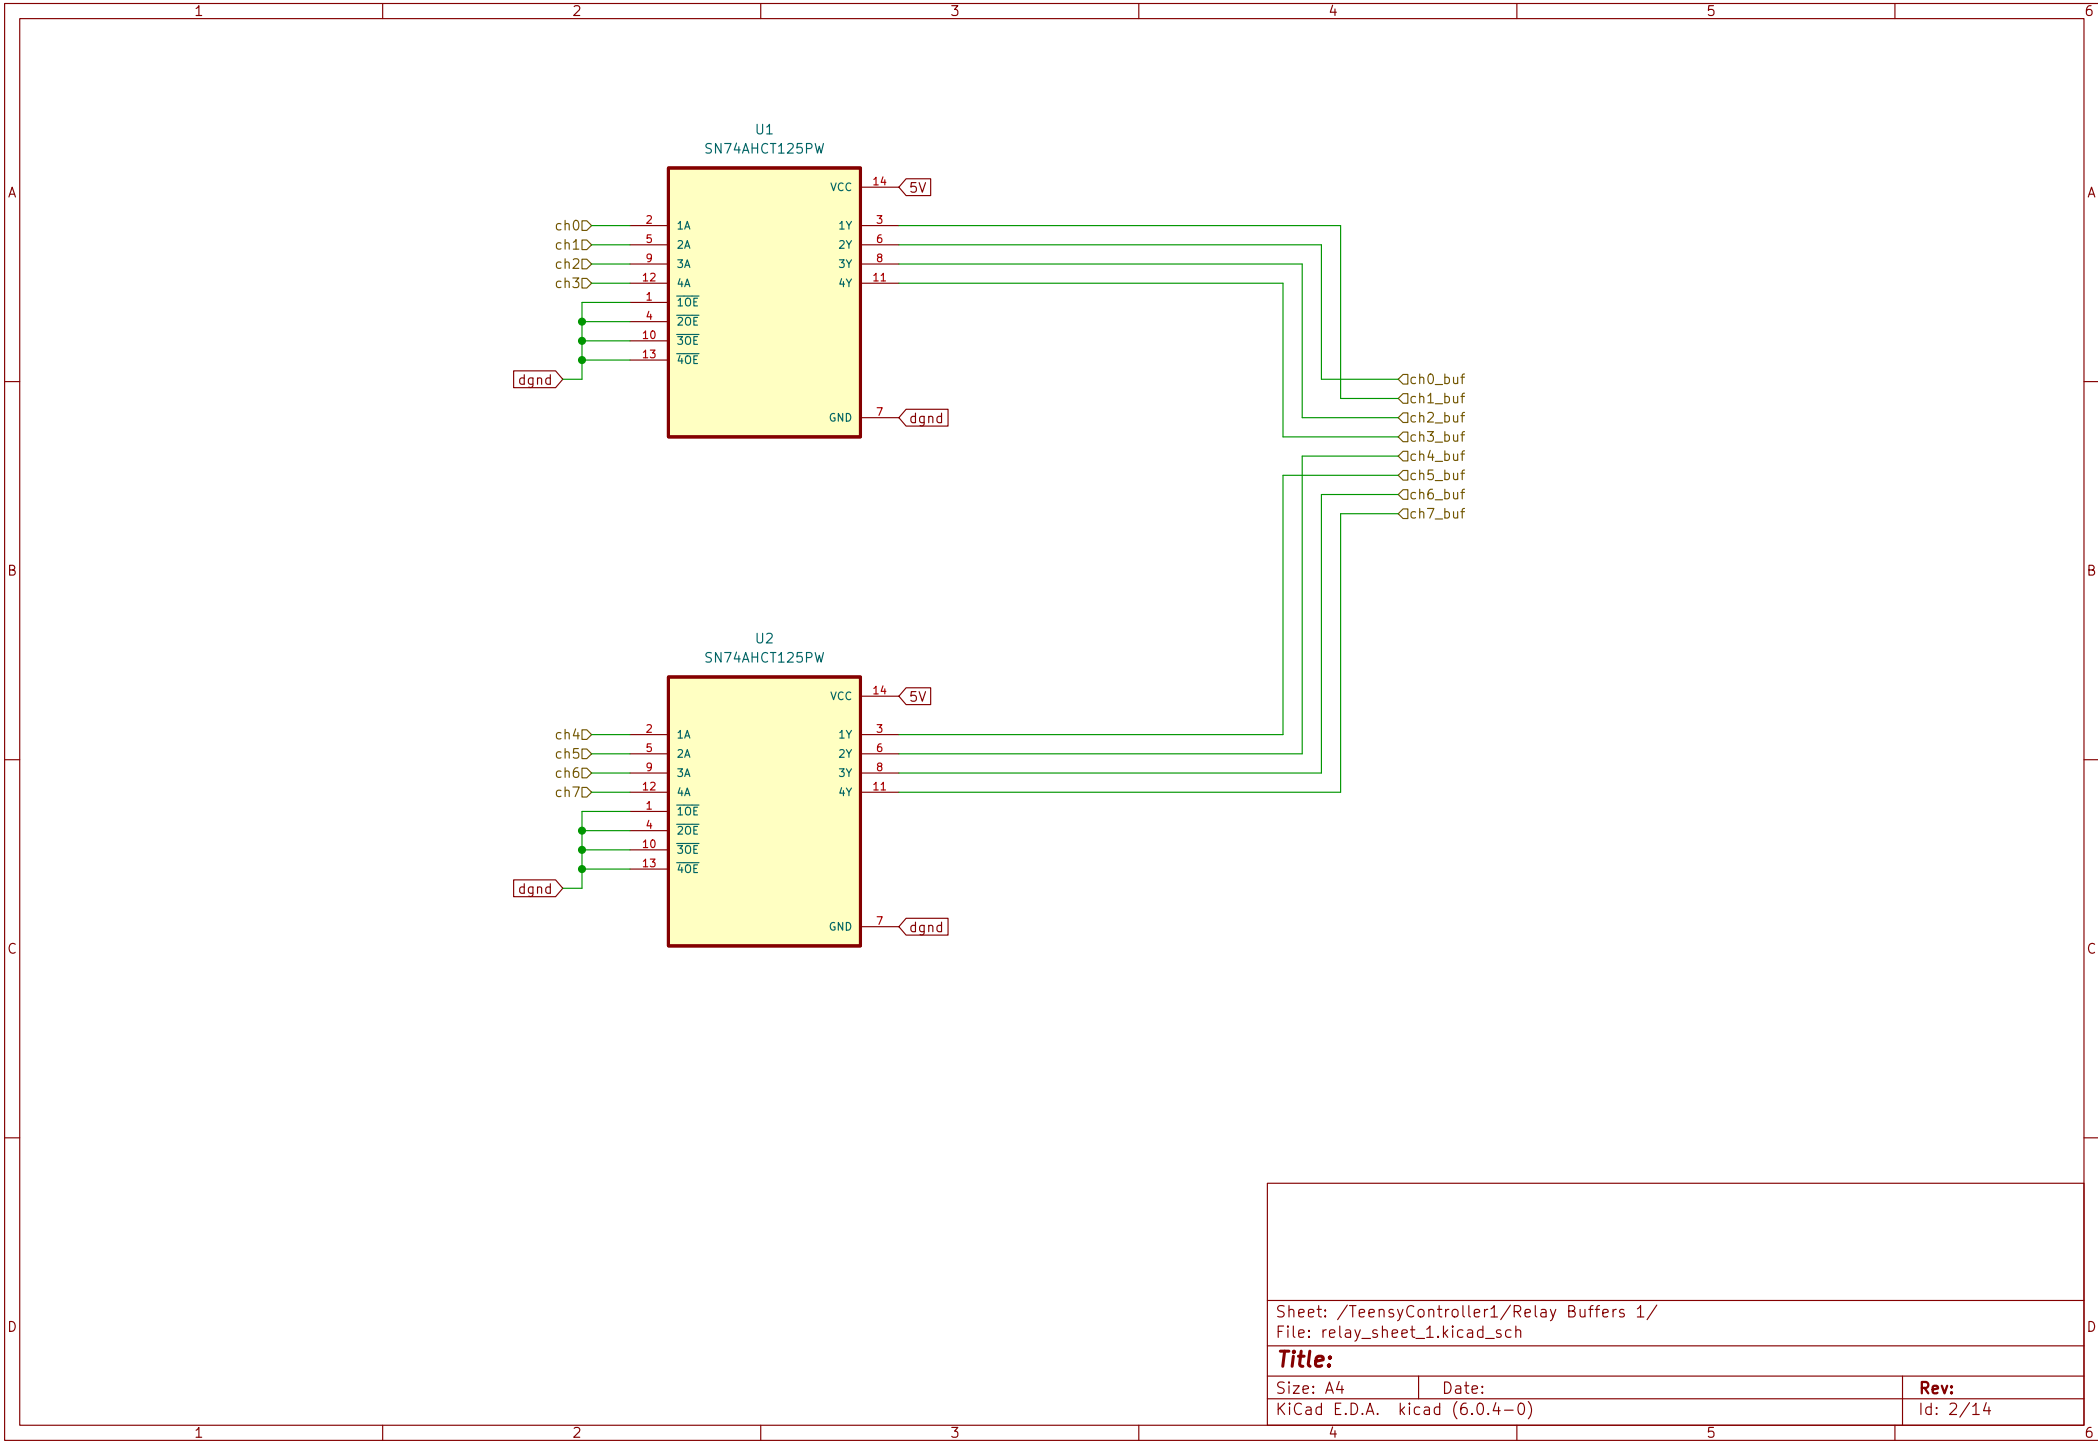 1 2 3 4 5 6
A A
U1
SN74AHCT125PW
VCC 14 5V
ch0 2 1A 1Y 3
ch1 5 2A 2Y 6
ch2 9 3A 3Y 8
ch3 12 4A 4Y 11
1 1OE
4 2OE
10 3OE
13 4OE
dgnd
GND 7 dgnd
ch0_buf
ch1_buf
ch2_buf
ch3_buf
ch4_buf
ch5_buf
ch6_buf
ch7_buf
B B
U2
SN74AHCT125PW
VCC 14 5V
ch4 2 1A 1Y 3
ch5 5 2A 2Y 6
ch6 9 3A 3Y 8
ch7 12 4A 4Y 11
1 1OE
4 2OE
10 3OE
13 4OE
dgnd
GND 7 dgnd
C C
D D
Sheet: /TeensyController1/Relay Buffers 1/
File: relay_sheet_1.kicad_sch
Title:
Size: A4 Date: Rev:
KiCad E.D.A. kicad (6.0.4-0) Id: 2/14
1 2 3 4 5 6